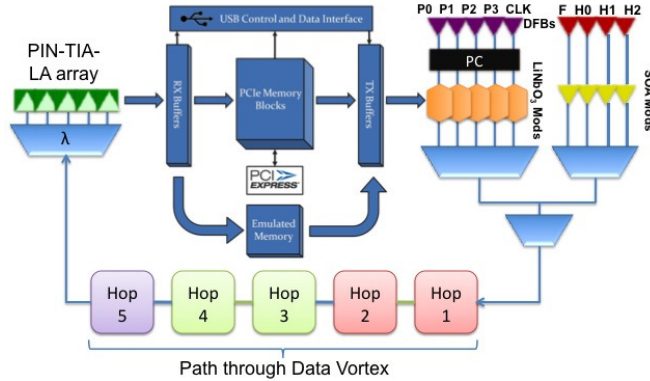 P0 P1 P2 P3 CLK
DFBs
F H0 H1 H2
USB Control and Data Interface
PIN-TIA-
LA array
RX Buffers
PCIe Memory
Blocks
TX Buffers
PC
LiNbO3 Mods
SOA Mods
λ
PCI
EXPRESS
Emulated
Memory
Hop
5
Hop
4
Hop
3
Hop
2
Hop
1
Path through Data Vortex